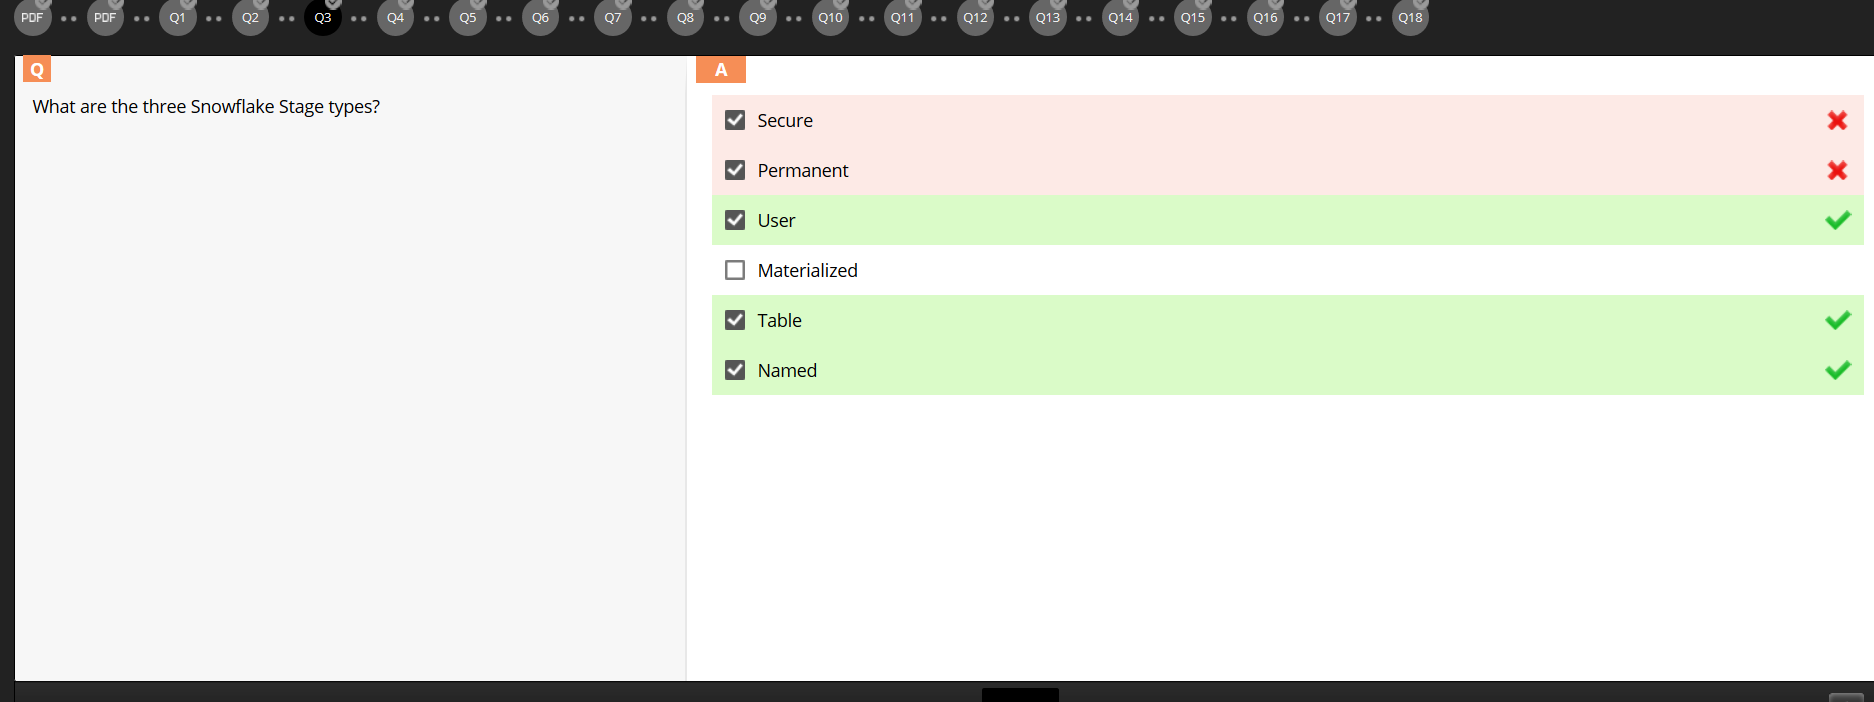 PDF PDF Q1 Q2 Q3 Q4 Q5 Q6 Q7 Q8 Q9 Q10 Q11 Q12 Q13 Q14 Q15 Q16 Q17 Q18
Q
What are the three Snowflake Stage types?
A
Secure
Permanent
User
Materialized
Table
Named